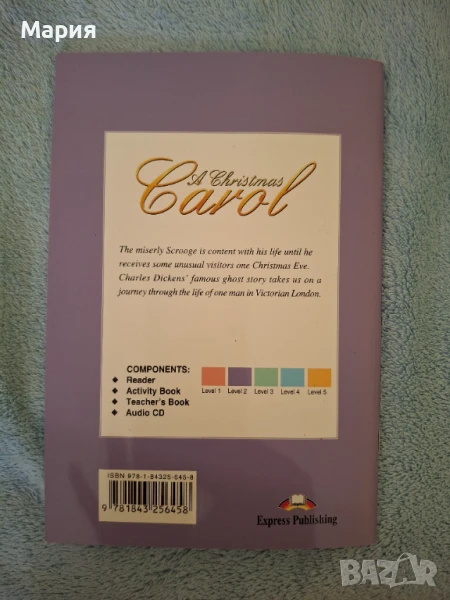 Мария
A Christmas
Carol
The miserly Scrooge is content with his life until he
receives some unusual visitors one Christmas Eve.
Charles Dickens' famous ghost story takes us on a
journey through the life of one man in Victorian London.
COMPONENTS:
◆ Reader
◆ Activity Book
◆ Teacher's Book
◆ Audio CD
Level 1 Level 2 Level 3 Level 4 Level 5
ISBN 978-1-84325-645-8
9 781843 256458
Express Publishing
BAZAR